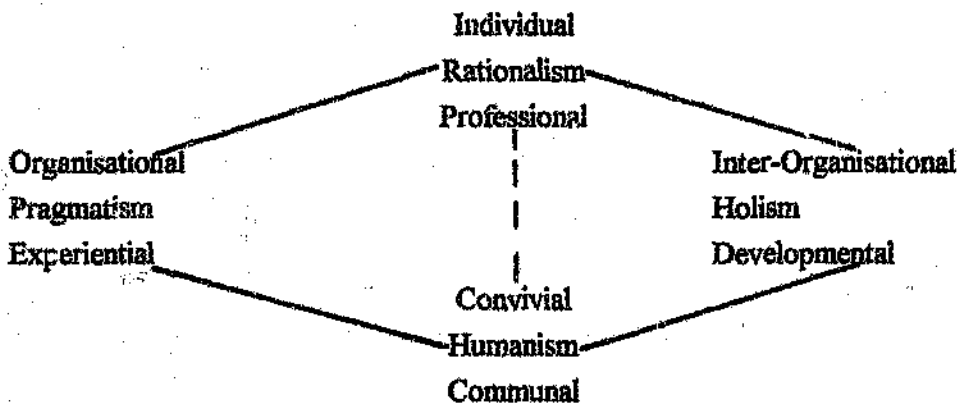 Individual
Rationalism
Professional
Organisational
Pragmatism
Experiential
Inter-Organisational
Holism
Developmental
Convivial
Humanism
Communal